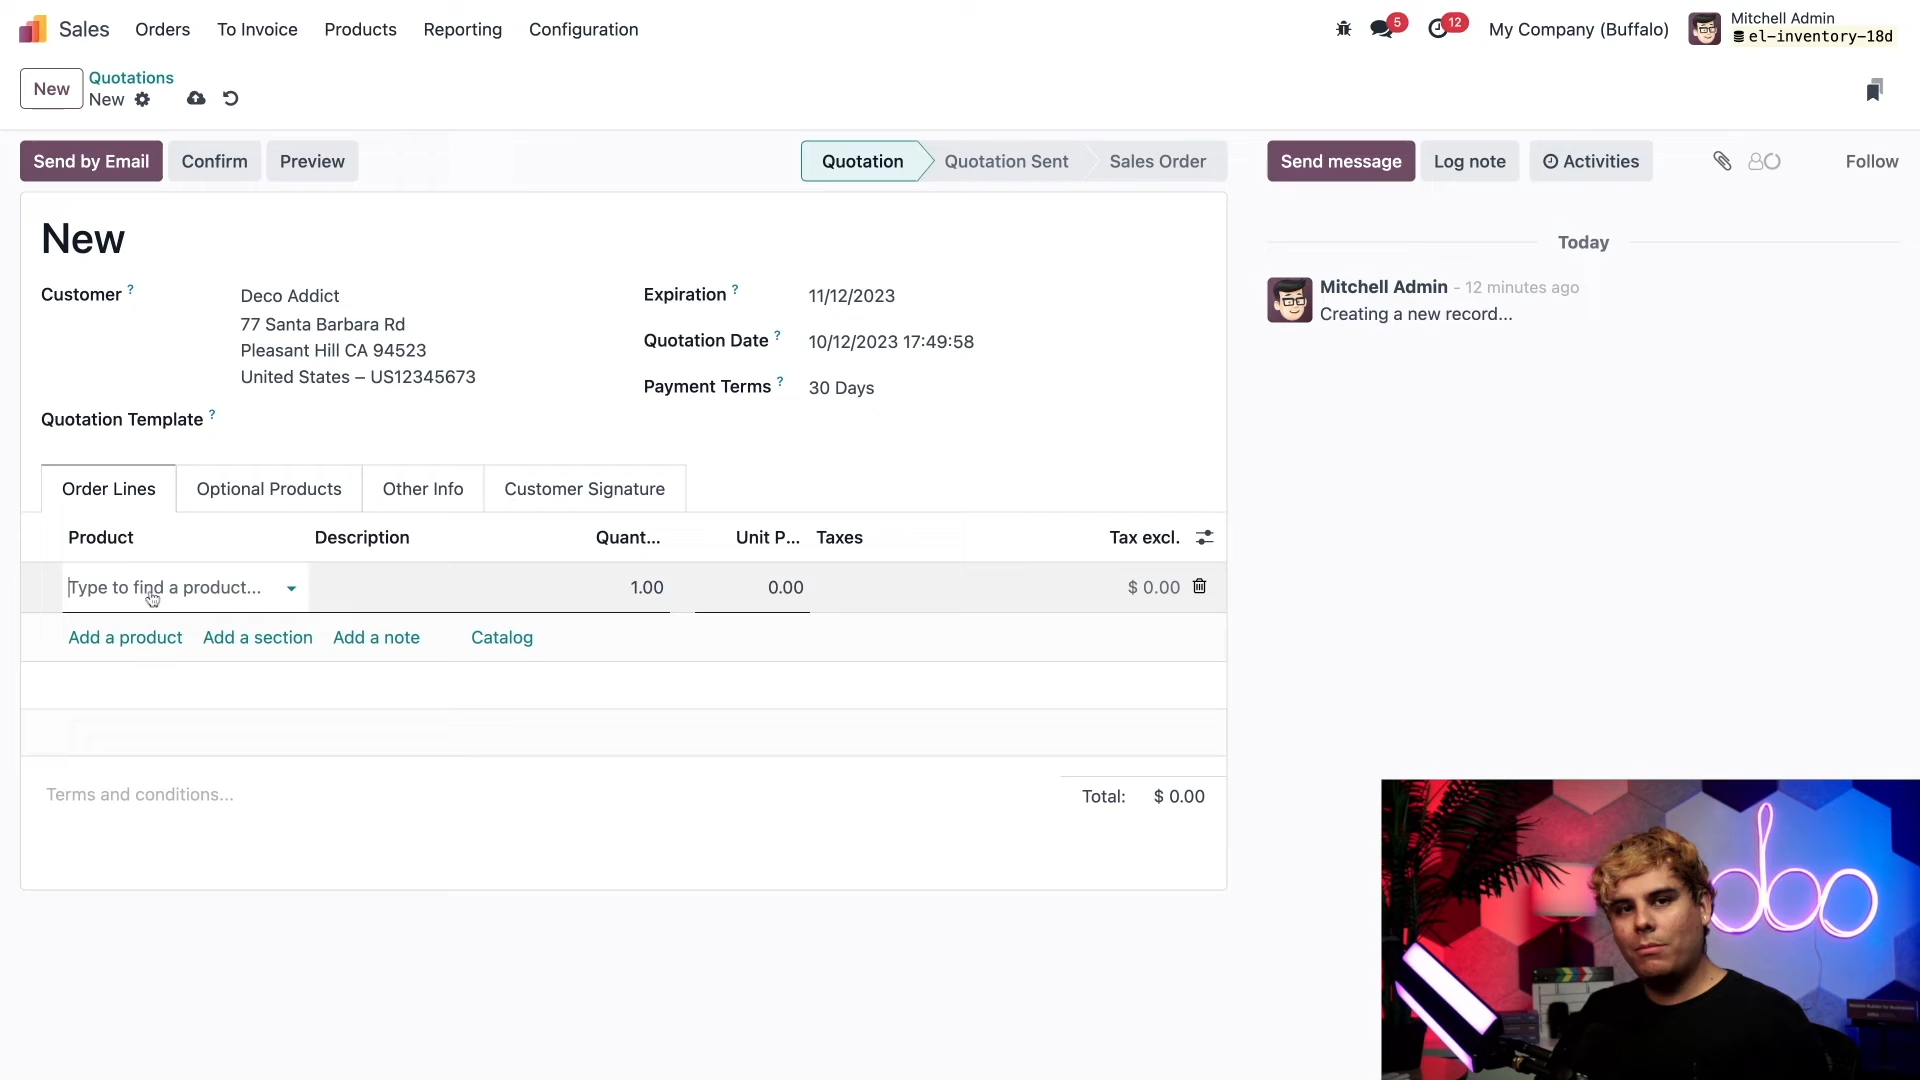 Sales Orders To Invoice Products Reporting Configuration 5 12 My Company (Buffalo) Mitchell Admin
el-inventory-18d
New Quotations
New
Send by Email Confirm Preview Quotation Quotation Sent Sales Order Send message Log note Activities Follow
New
Customer ? Deco Addict
77 Santa Barbara Rd
Pleasant Hill CA 94523
United States – US12345673
Quotation Template ?
Expiration ? 11/12/2023
Quotation Date ? 10/12/2023 17:49:58
Payment Terms ? 30 Days
Today
Mitchell Admin - 12 minutes ago
Creating a new record...
Order Lines Optional Products Other Info Customer Signature
Product Description Quant... Unit P... Taxes Tax excl.
Type to find a product... 1.00 0.00 $ 0.00
Add a product Add a section Add a note Catalog
Terms and conditions...
Total: $ 0.00